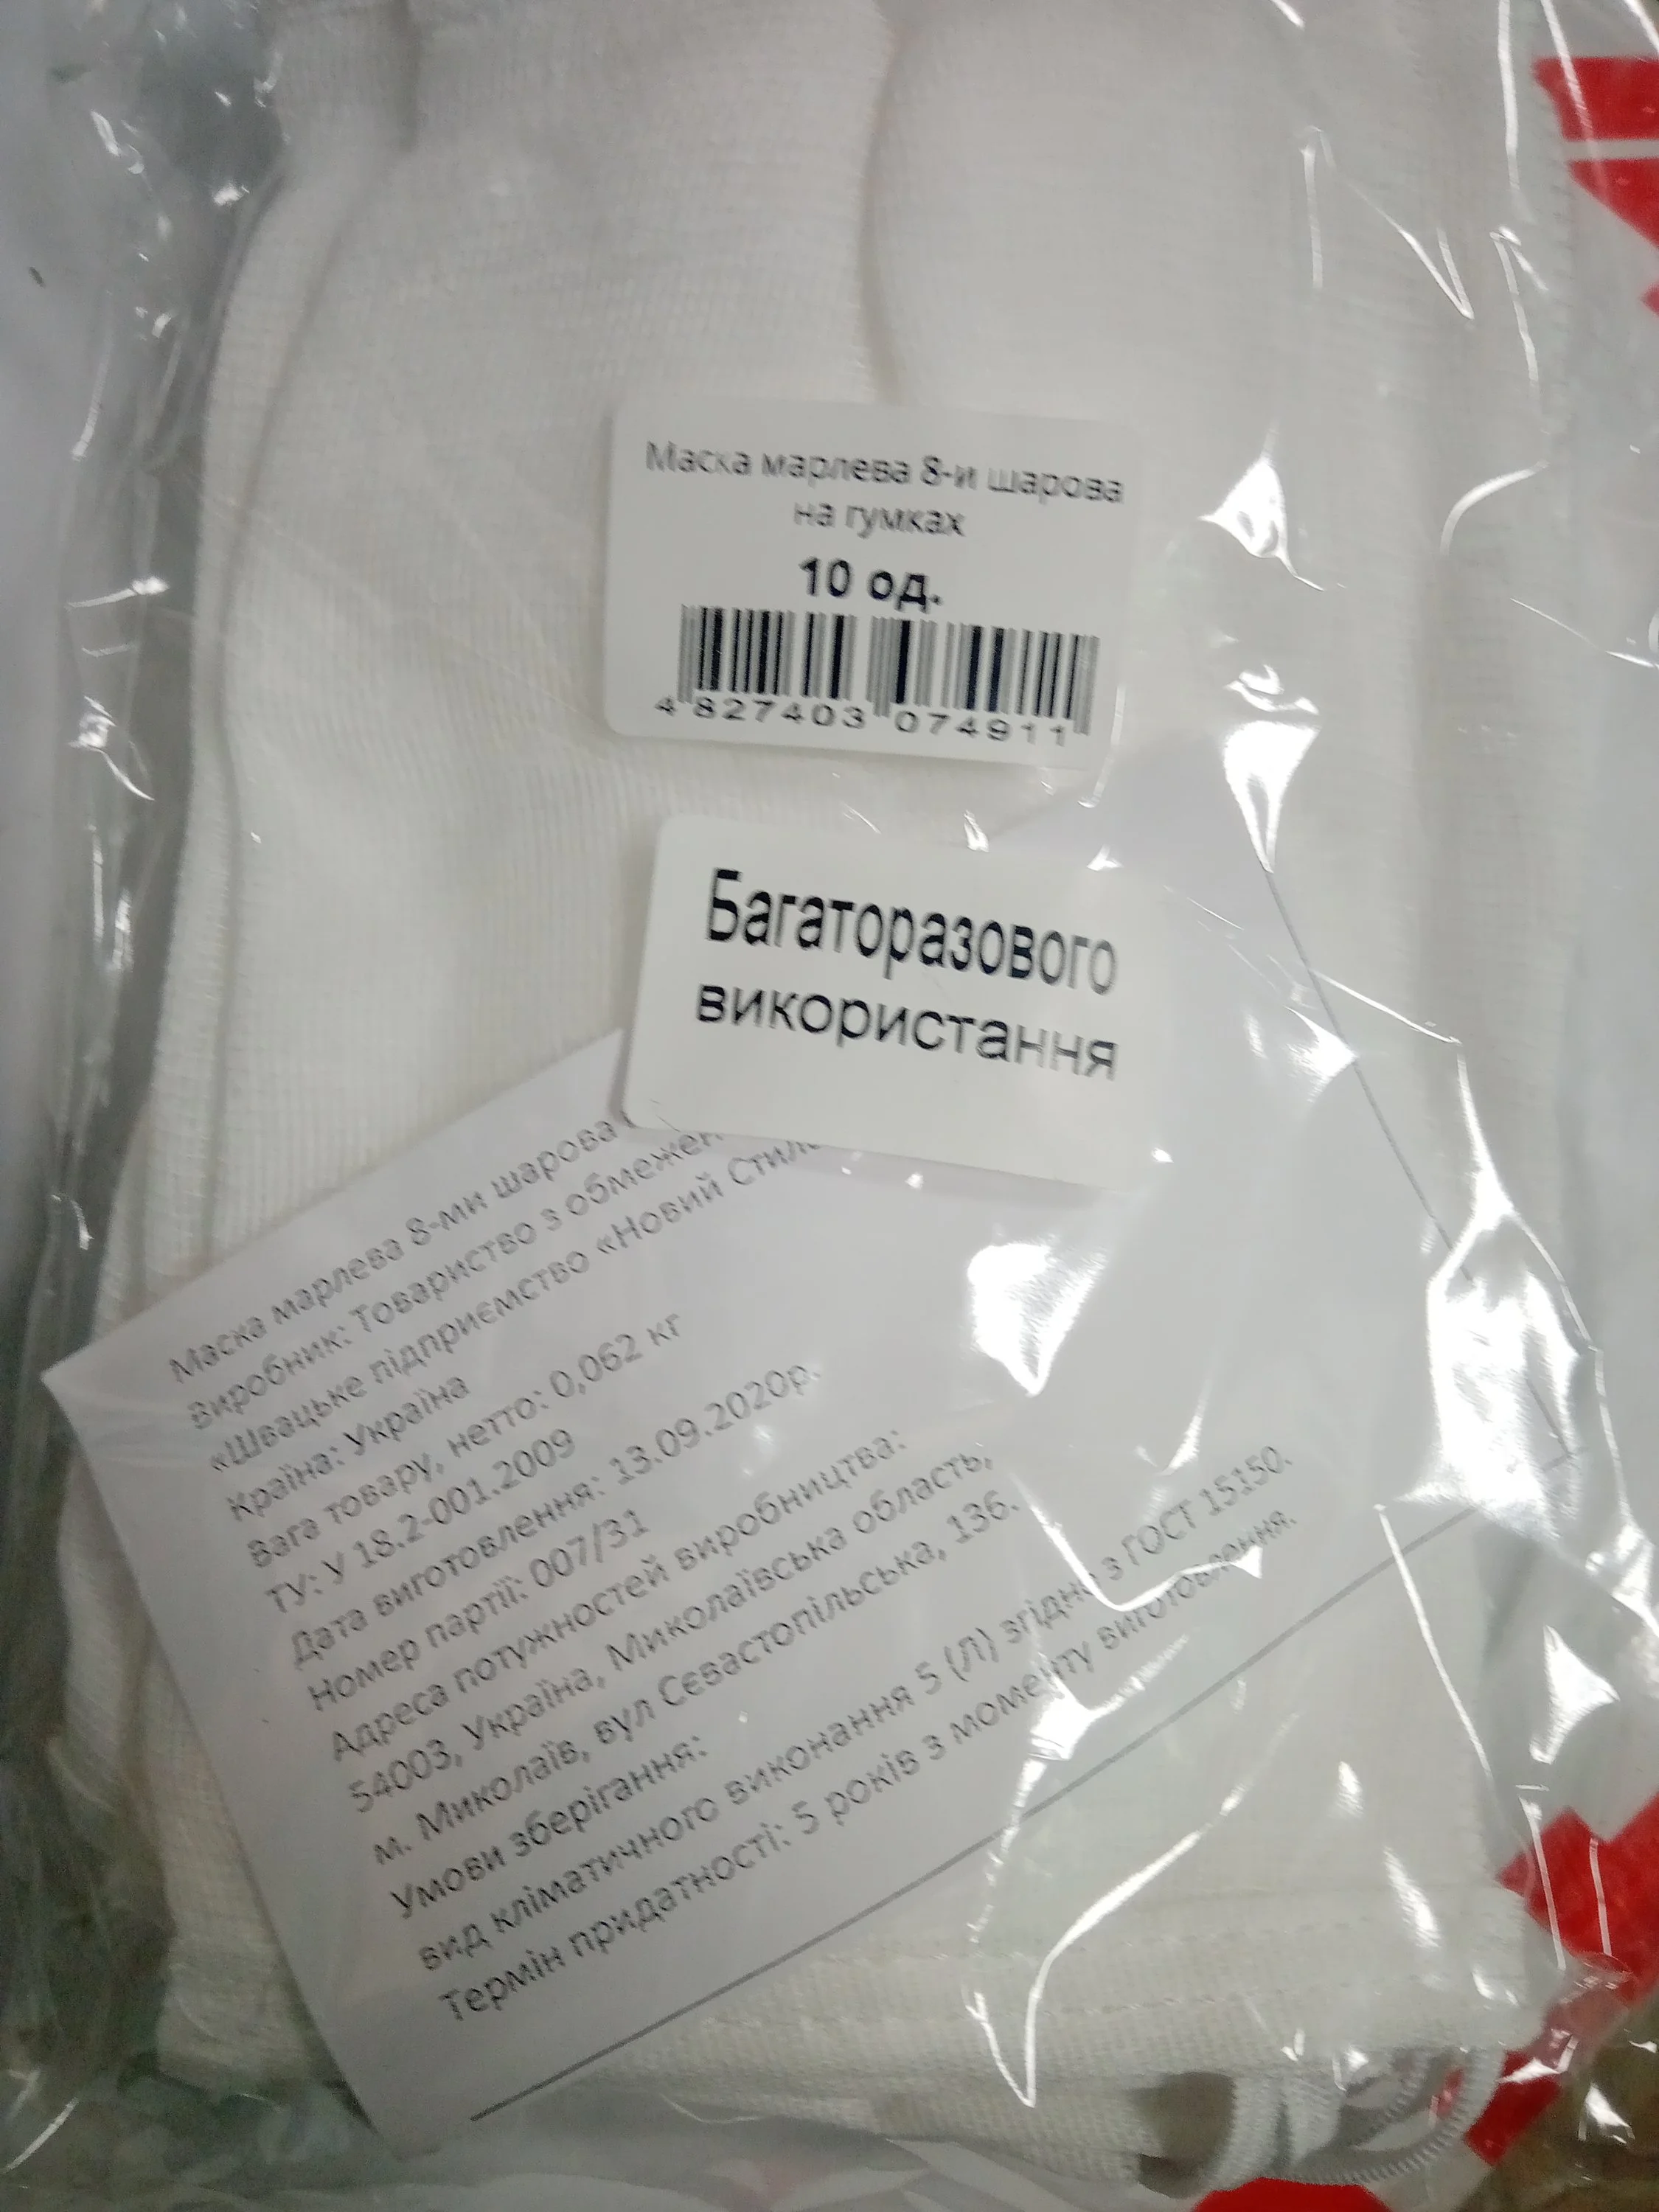 Маска марлева 8-и шарова
на гумках
10 од.
4 827403 074911
Багаторазового
використання
Маска марлева 8-ми шарова
Виробник: Товариство з обмежен
«Швацьке підприємство «Новий Стиль
Країна: Україна
Вага товару, нетто: 0,062 кг
ТУ: У 18.2-001.2009
Дата виготовлення: 13.09.2020р.
Номер партії: 007/31
Адреса потужностей виробництва:
54003, Україна, Миколаївська область,
м. Миколаїв, вул Сєвастопільська, 136.
Умови зберігання:
вид кліматичного виконання 5 (Л) згідно з ГОСТ 15150.
Термін придатності: 5 років з моменту виготовлення.